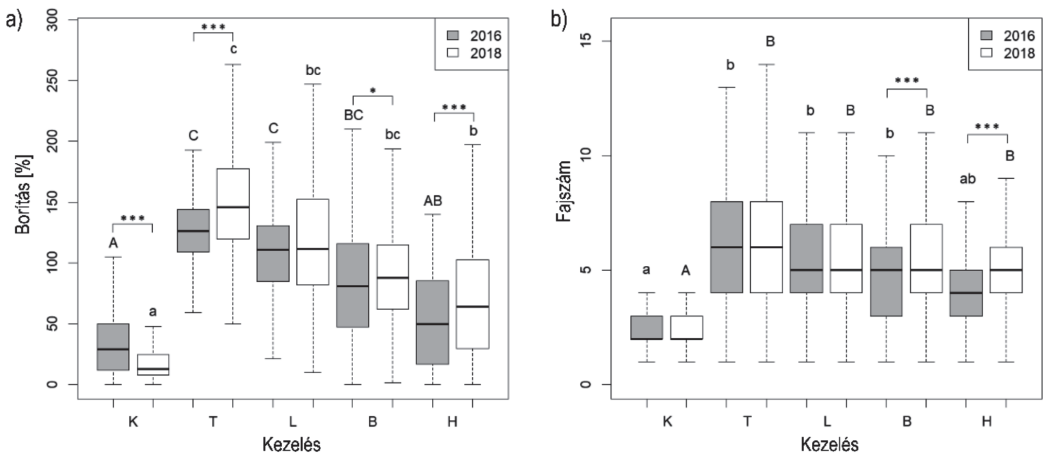 a)
2016
2018
Borítás [%]
300
250
200
150
100
50
0
***
A
a
***
C
c
C
bc
*
BC
bc
***
AB
b
K T L B H
Kezelés
b)
2016
2018
Fajszám
15
10
5
0
a
A
b
B
b
B
***
b
B
***
ab
B
K T L B H
Kezelés